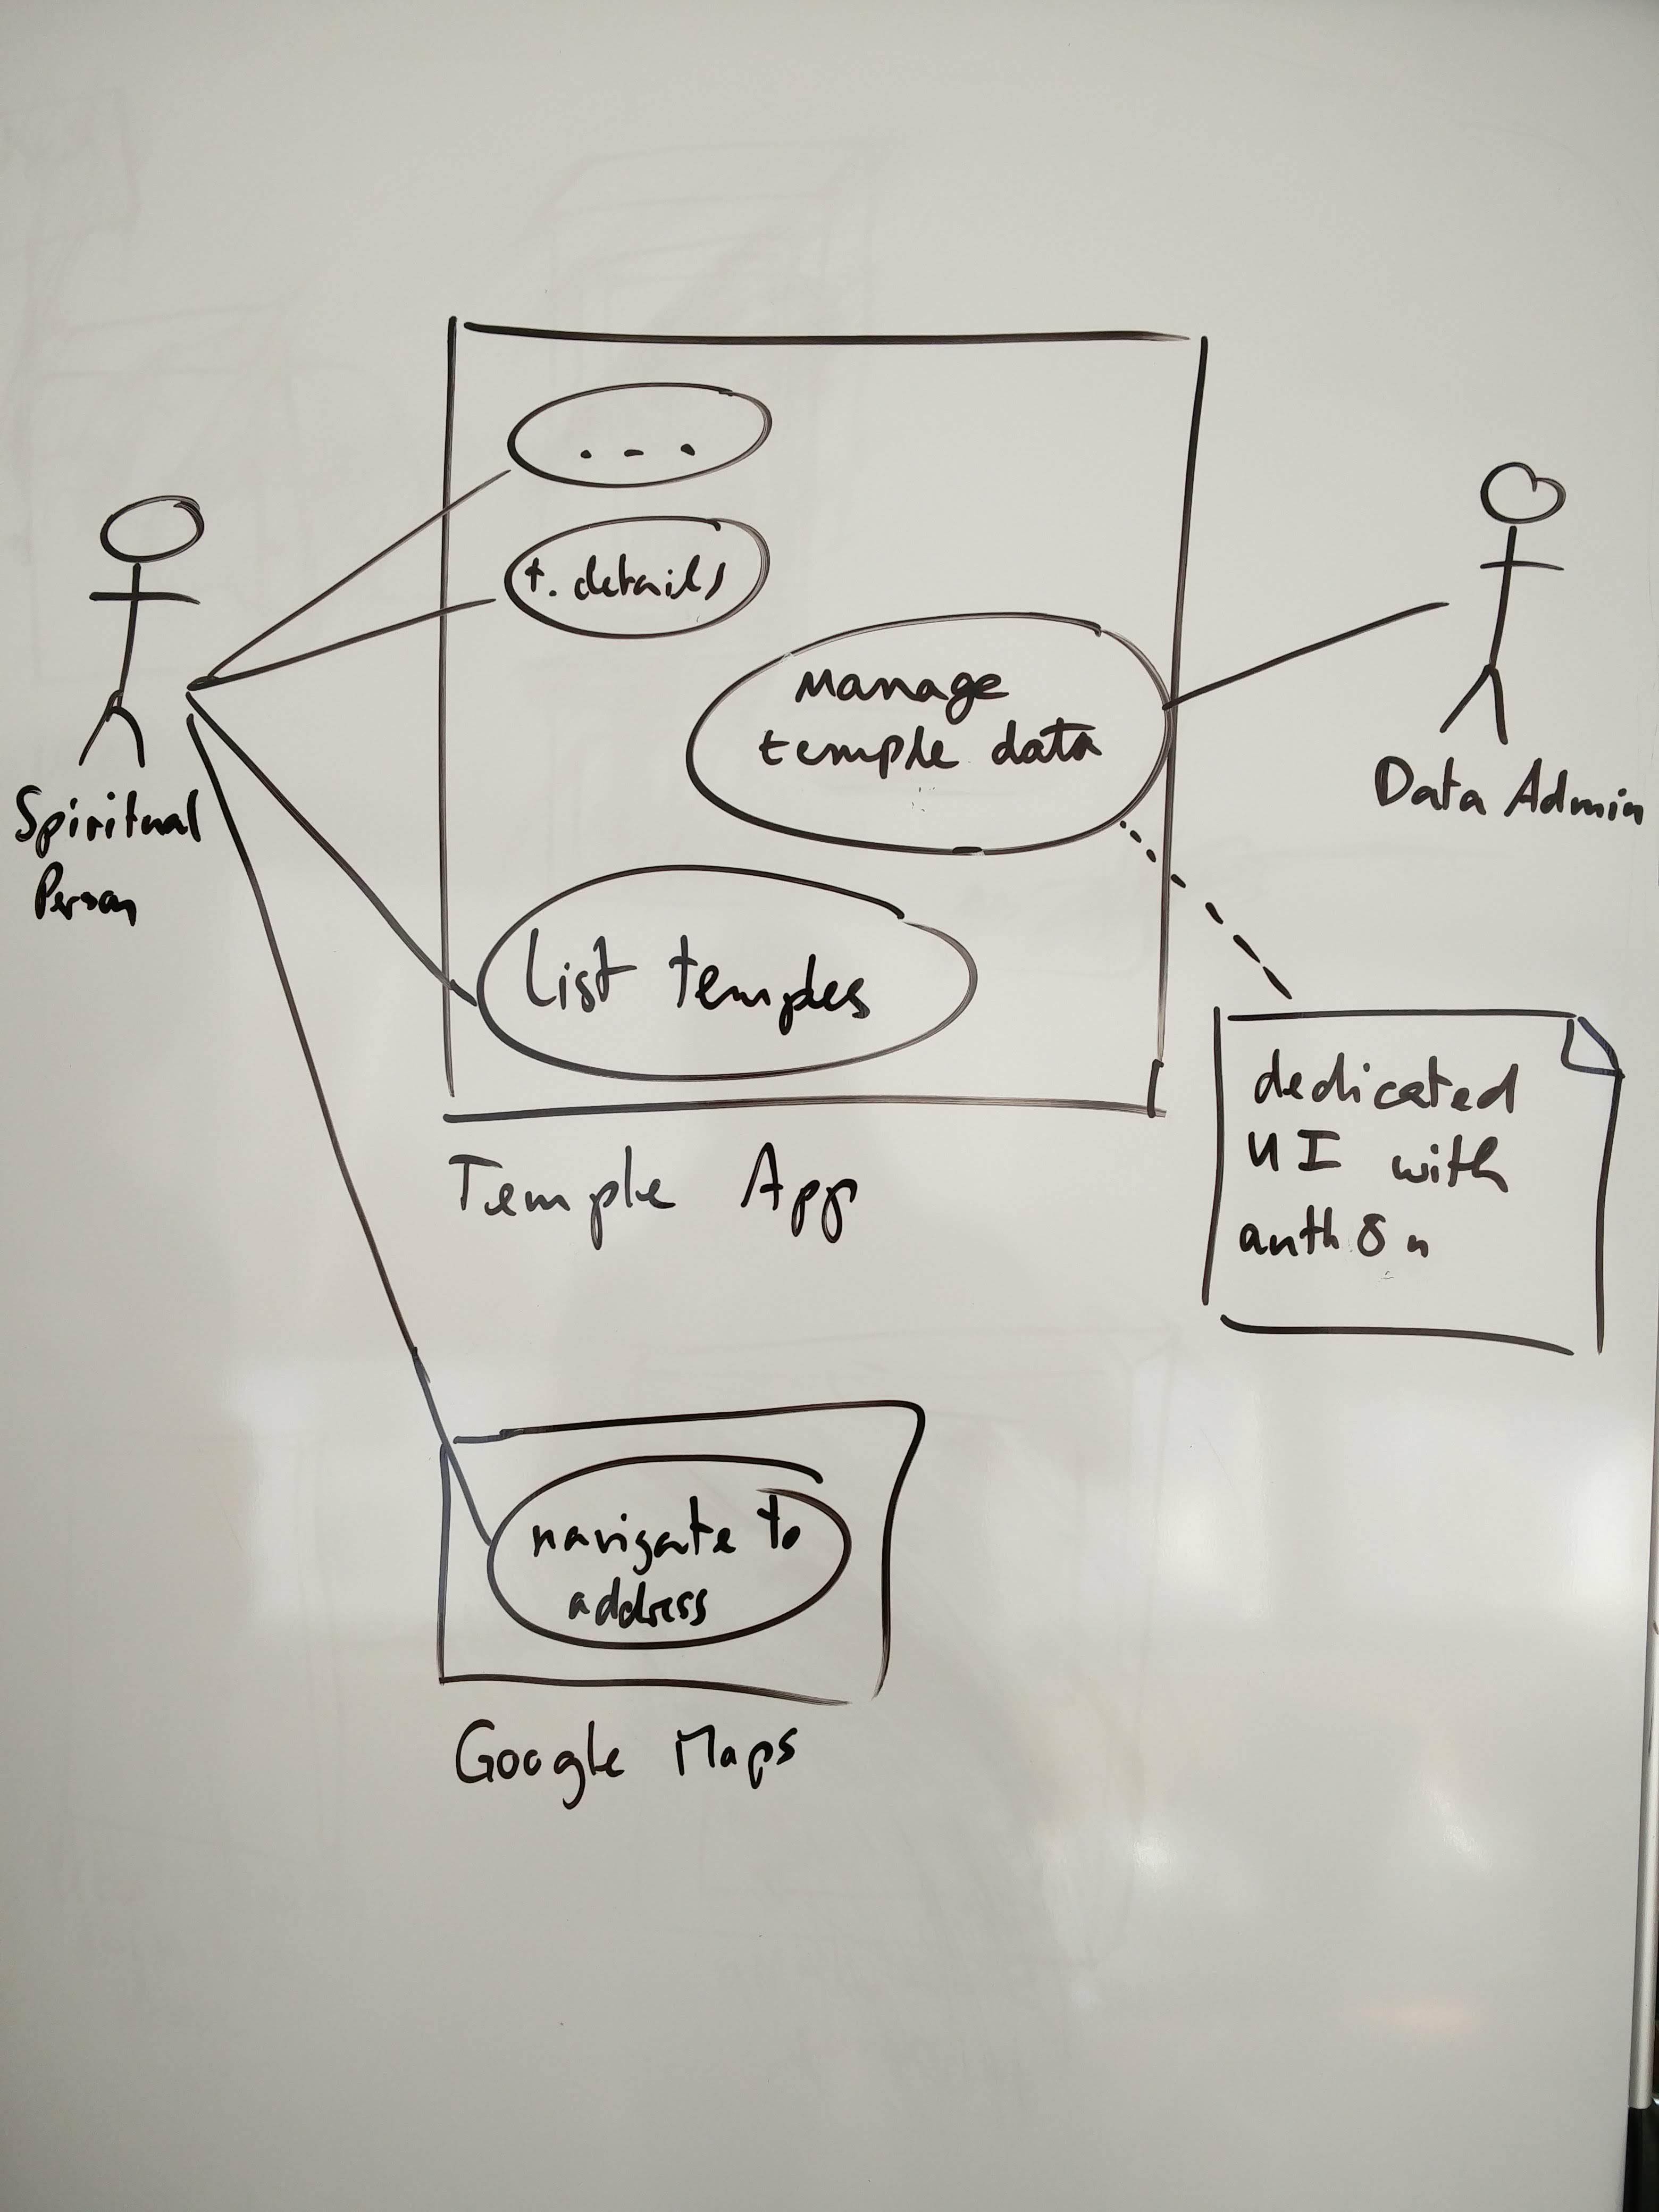 ...
t. details
manage
temple data
Spiritual
Person
Data Admin
List temples
dedicated
UI with
auth8n
Temple App
navigate to
address
Google Maps